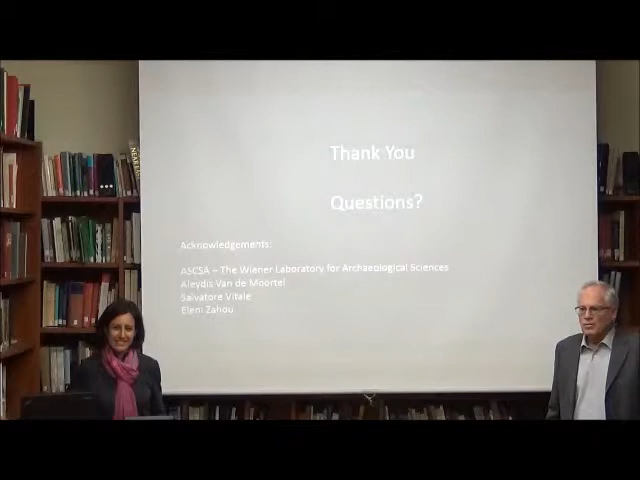 Thank You
Questions?
Acknowledgements:
ASCSA – The Wiener Laboratory for Archaeological Sciences
Aleydis Van de Moortel
Salvatore Vitale
Eleni Zahou